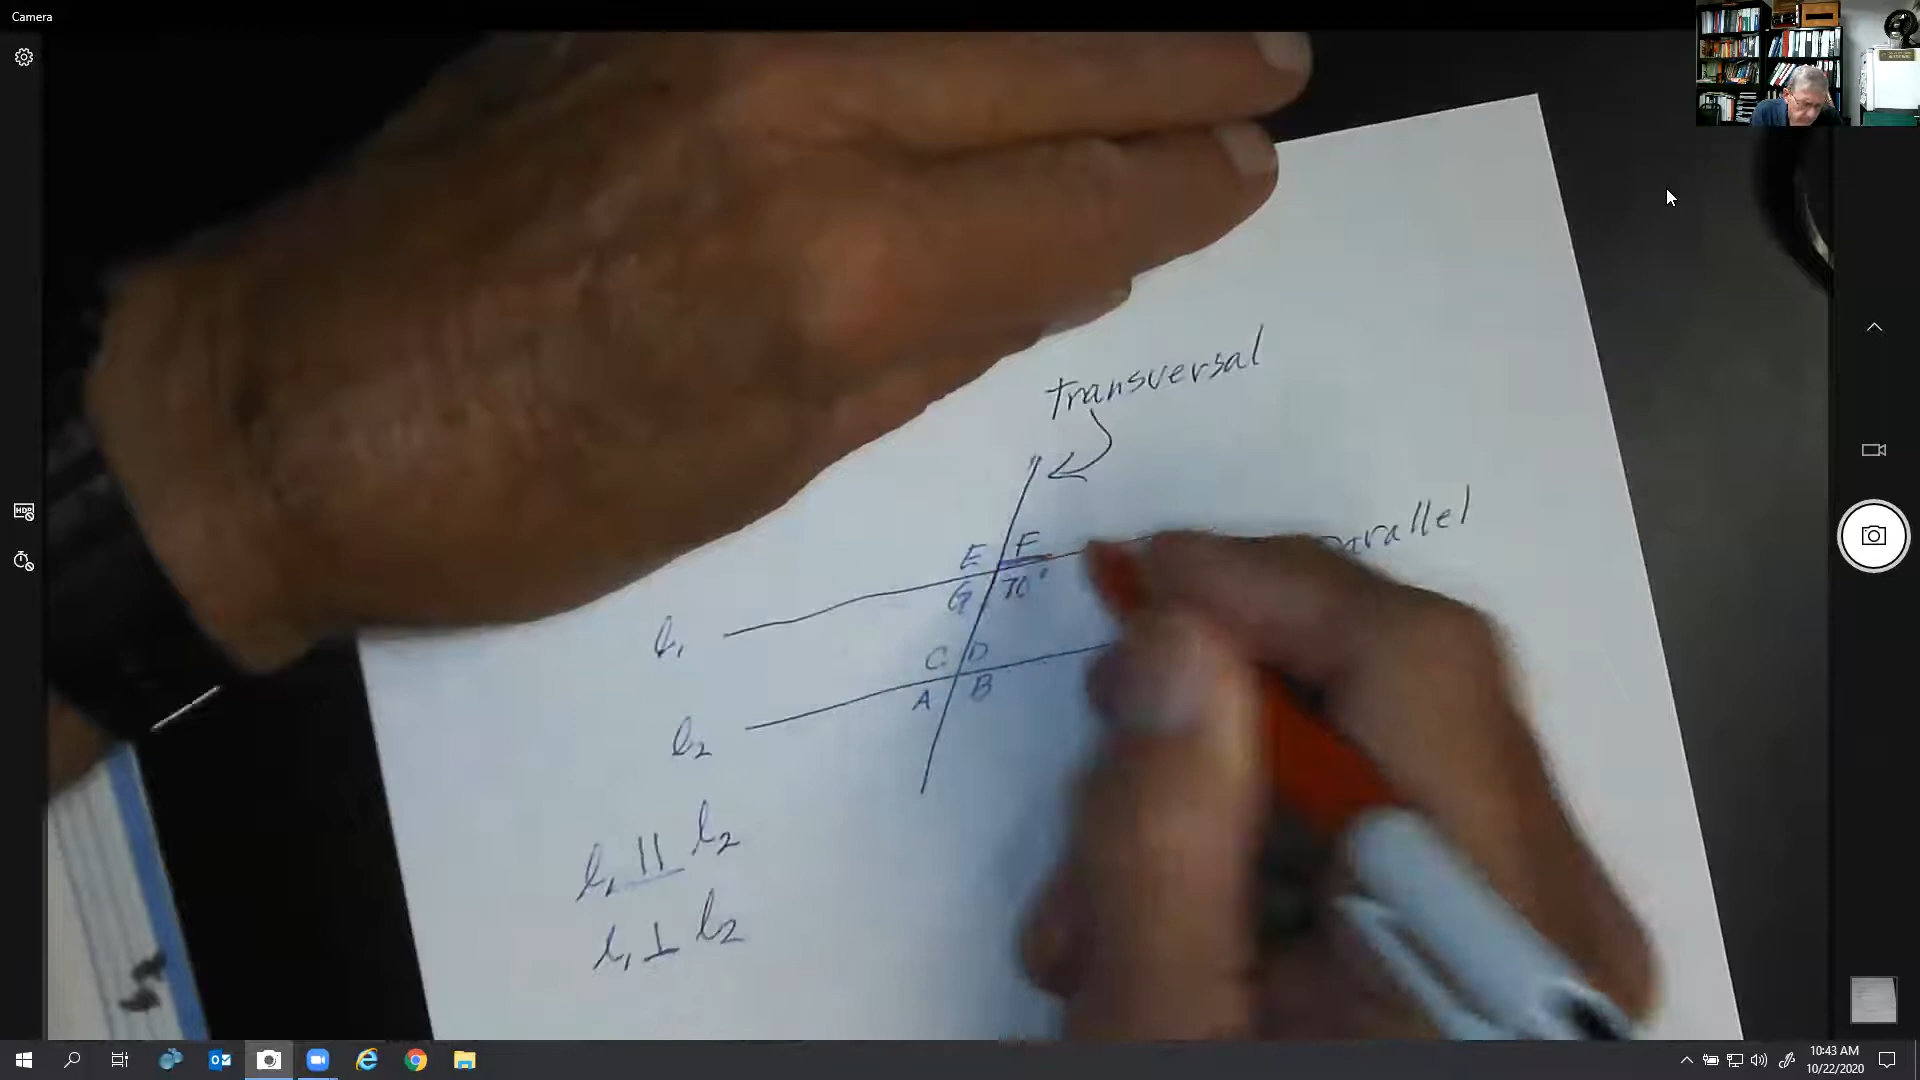 Camera
transversal
E F
parallel
G 70°
l₁
C D
A B
l₂
l₁ || l₂
l₁ ⊥ l₂
10:43 AM
10/22/2020